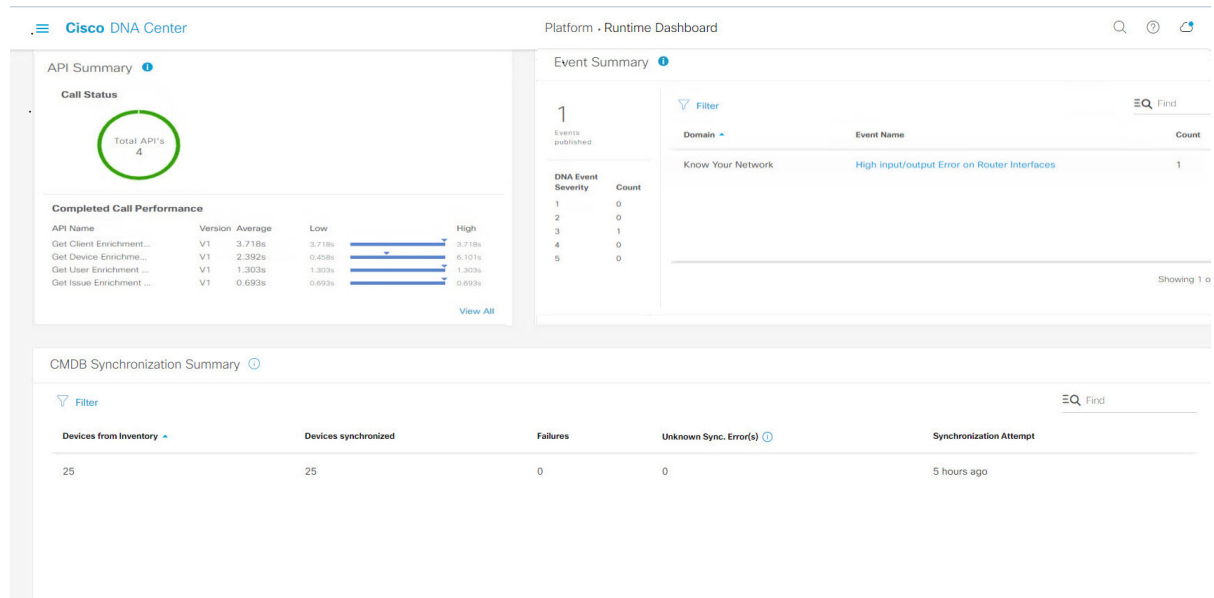 Cisco DNA Center
Platform • Runtime Dashboard
API Summary
Call Status
Total API's
4
Completed Call Performance
API Name Version Average Low High
Get Client Enrichment... V1 3.718s 3.718s 3.718s
Get Device Enrichme... V1 2.392s 0.458s 6.101s
Get User Enrichment ... V1 1.303s 1.303s 1.303s
Get Issue Enrichment ... V1 0.693s 0.693s 0.693s
View All
Event Summary
1
Events
published
DNA Event
Severity Count
1 0
2 0
3 1
4 0
5 0
Filter
Find
Domain Event Name Count
Know Your Network High input/output Error on Router Interfaces 1
Showing 1 o
CMDB Synchronization Summary
Filter
Find
Devices from Inventory Devices synchronized Failures Unknown Sync. Error(s) Synchronization Attempt
25 25 0 0 5 hours ago